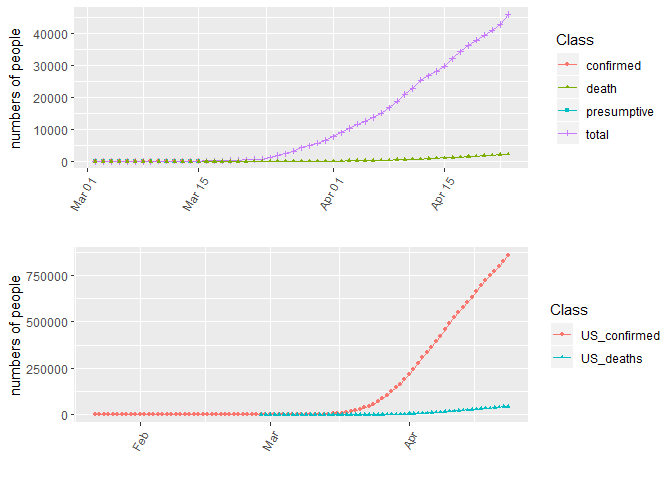 numbers of people
40000
30000
20000
10000
0
Mar 01
Mar 15
Apr 01
Apr 15
Class
confirmed
death
presumptive
total
numbers of people
750000
500000
250000
0
Feb
Mar
Apr
Class
US_confirmed
US_deaths